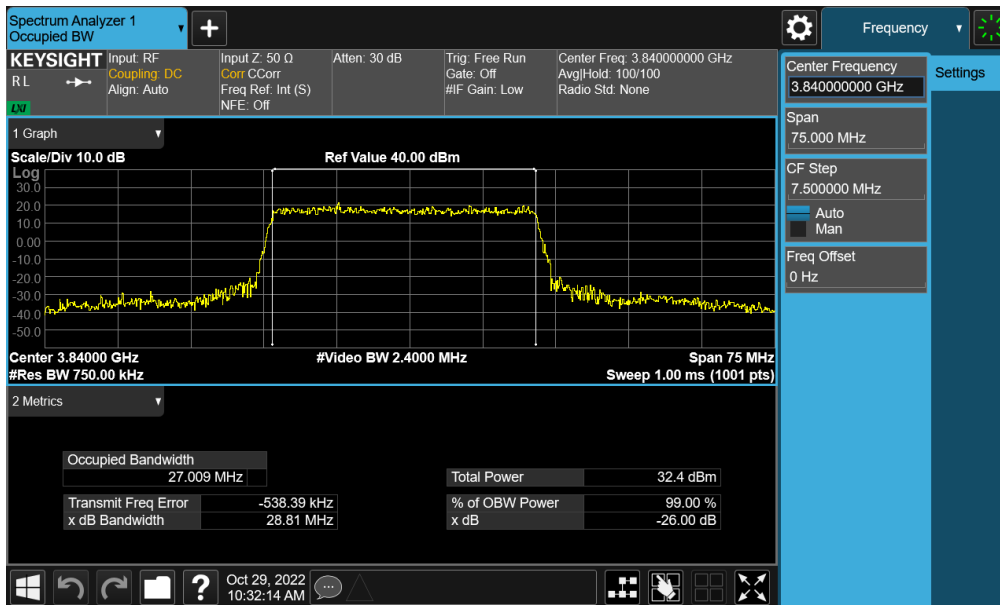 Spectrum Analyzer 1
Occupied BW
Frequency
KEYSIGHT
R L
LXI
Input: RF
Coupling: DC
Align: Auto
Input Z: 50 Ω
Corr CCorr
Freq Ref: Int (S)
NFE: Off
Atten: 30 dB
Trig: Free Run
Gate: Off
#IF Gain: Low
Center Freq: 3.840000000 GHz
Avg|Hold: 100/100
Radio Std: None
Center Frequency
3.840000000 GHz
Settings
Span
75.000 MHz
CF Step
7.500000 MHz
Auto
Man
Freq Offset
0 Hz
1 Graph
Scale/Div 10.0 dB
Ref Value 40.00 dBm
Log
30.0
20.0
10.0
0.00
-10.0
-20.0
-30.0
-40.0
-50.0
Center 3.84000 GHz
#Video BW 2.4000 MHz
Span 75 MHz
#Res BW 750.00 kHz
Sweep 1.00 ms (1001 pts)
2 Metrics
Occupied Bandwidth
27.009 MHz
Total Power 32.4 dBm
Transmit Freq Error -538.39 kHz
% of OBW Power 99.00 %
x dB Bandwidth 28.81 MHz
x dB -26.00 dB
?
Oct 29, 2022
10:32:14 AM